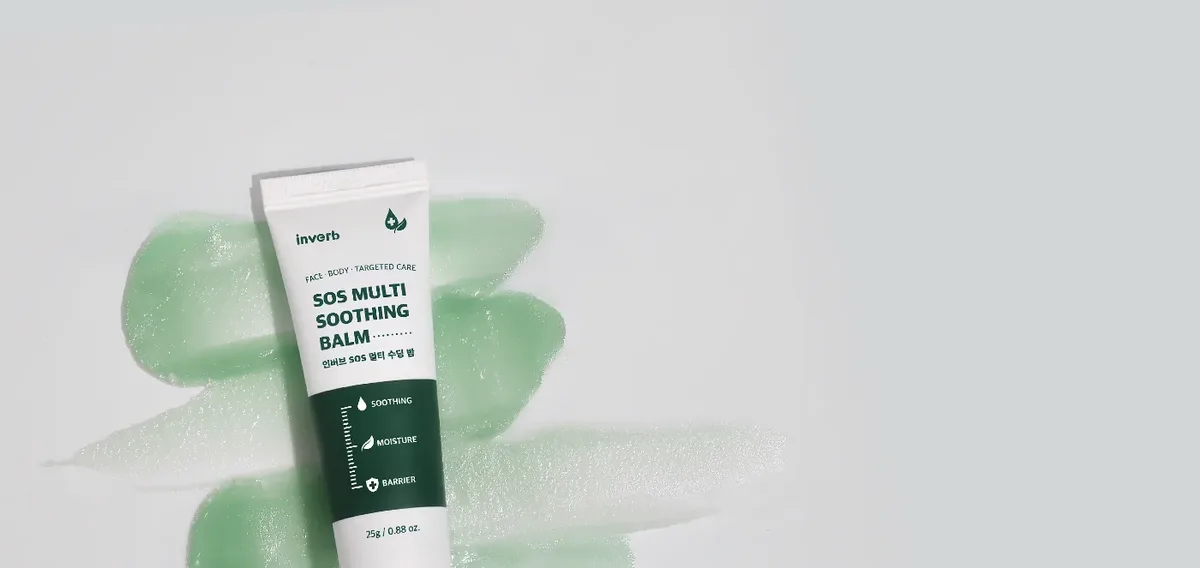 inverb
FACE · BODY · TARGETED CARE
SOS MULTI
SOOTHING
BALM ·········
인버브 SOS 멀티 수딩 밤
SOOTHING
MOISTURE
BARRIER
25g / 0.88 oz.